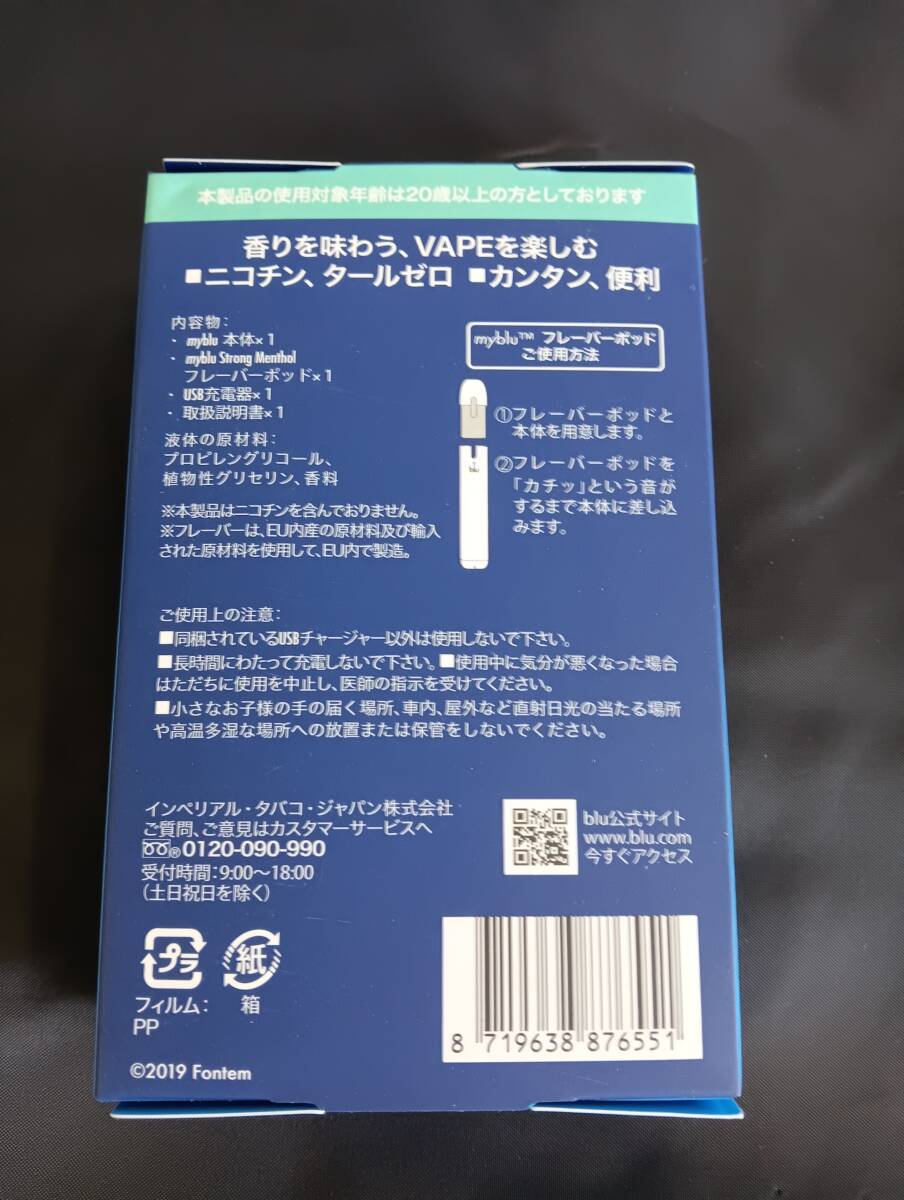 本製品の使用対象年齢は20歳以上の方としております
香りを味わう、VAPEを楽しむ
■ニコチン、タールゼロ ■カンタン、便利
内容物：
・ myblu 本体×1
・ myblu Strong Menthol
フレーバーポッド×1
・ USB充電器×1
・ 取扱説明書×1
液体の原材料：
プロピレングリコール、
植物性グリセリン、香料
※本製品はニコチンを含んでおりません。
※フレーバーは、EU内産の原材料及び輸入
された原材料を使用して、EU内で製造。
myblu™ フレーバーポッド
ご使用方法
①フレーバーポッドと
本体を用意します。
②フレーバーポッドを
「カチッ」という音が
するまで本体に差し込
みます。
blu
ご使用上の注意：
■同梱されているUSBチャージャー以外は使用しないで下さい。
■長時間にわたって充電しないで下さい。■使用中に気分が悪くなった場合
はただちに使用を中止し、医師の指示を受けてください。
■小さなお子様の手の届く場所、車内、屋外など直射日光の当たる場所
や高温多湿な場所への放置または保管をしないでください。
インペリアル・タバコ・ジャパン株式会社
ご質問、ご意見はカスタマーサービスへ
®0120-090-990
受付時間：9:00～18:00
（土日祝日を除く）
blu公式サイト
www.blu.com
今すぐアクセス
プラ
紙
フィルム：
PP
箱
8 719638 876551
©2019 Fontem